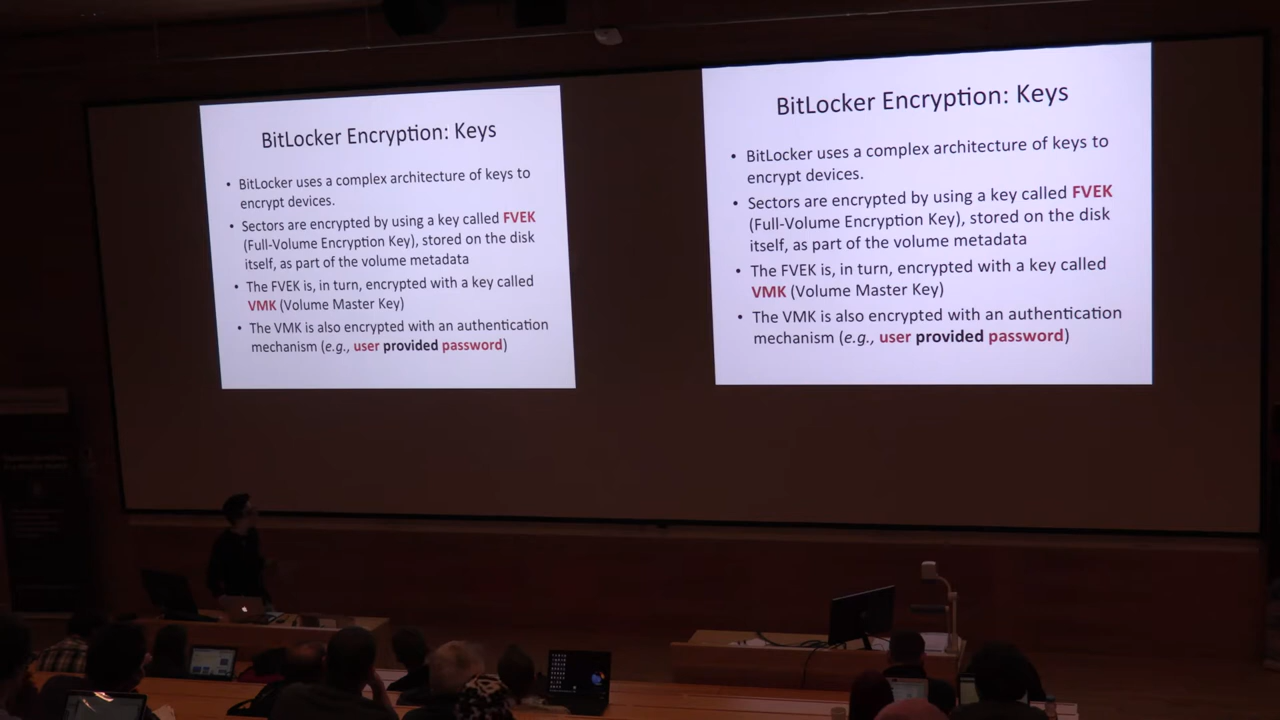 BitLocker Encryption: Keys
• BitLocker uses a complex architecture of keys to
encrypt devices.
• Sectors are encrypted by using a key called FVEK
(Full-Volume Encryption Key), stored on the disk
itself, as part of the volume metadata
• The FVEK is, in turn, encrypted with a key called
VMK (Volume Master Key)
• The VMK is also encrypted with an authentication
mechanism (e.g., user provided password)
BitLocker Encryption: Keys
• BitLocker uses a complex architecture of keys to
encrypt devices.
• Sectors are encrypted by using a key called FVEK
(Full-Volume Encryption Key), stored on the disk
itself, as part of the volume metadata
• The FVEK is, in turn, encrypted with a key called
VMK (Volume Master Key)
• The VMK is also encrypted with an authentication
mechanism (e.g., user provided password)